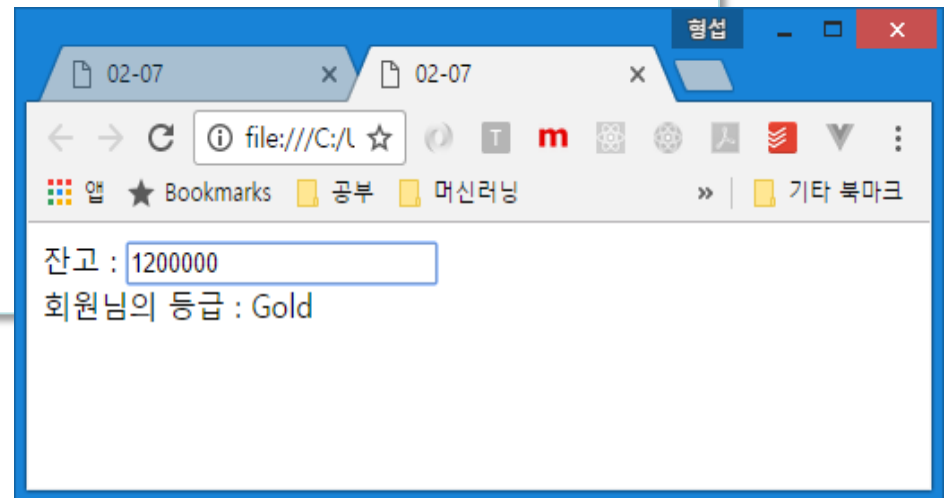 형섭
02-07
02-07
file:///C:/U
T
m
앱 Bookmarks 공부 머신러닝 » 기타 북마크
잔고 : 1200000
회원님의 등급 : Gold